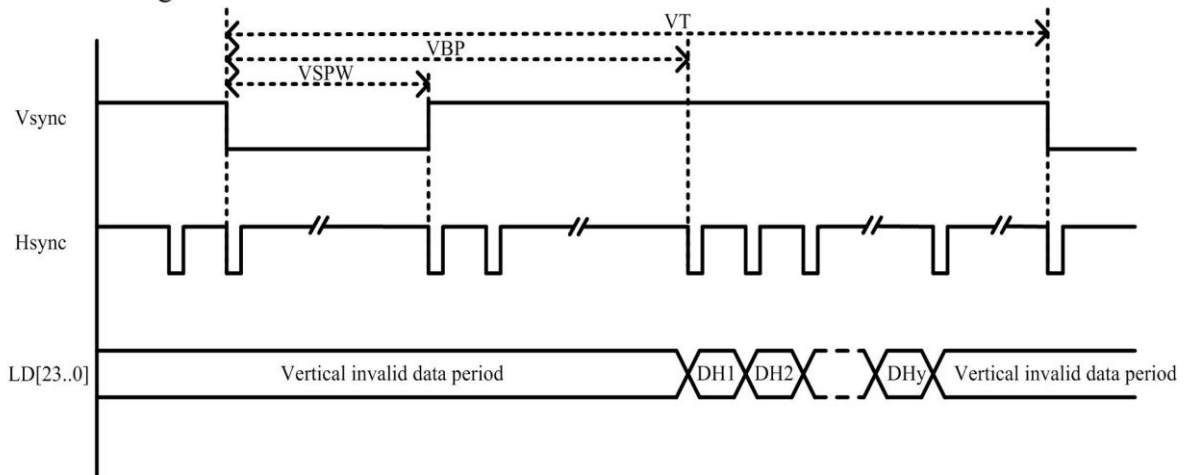 VT
VBP
VSPW
Vsync
Hsync
LD[23..0]
Vertical invalid data period
DH1
DH2
DHy
Vertical invalid data period